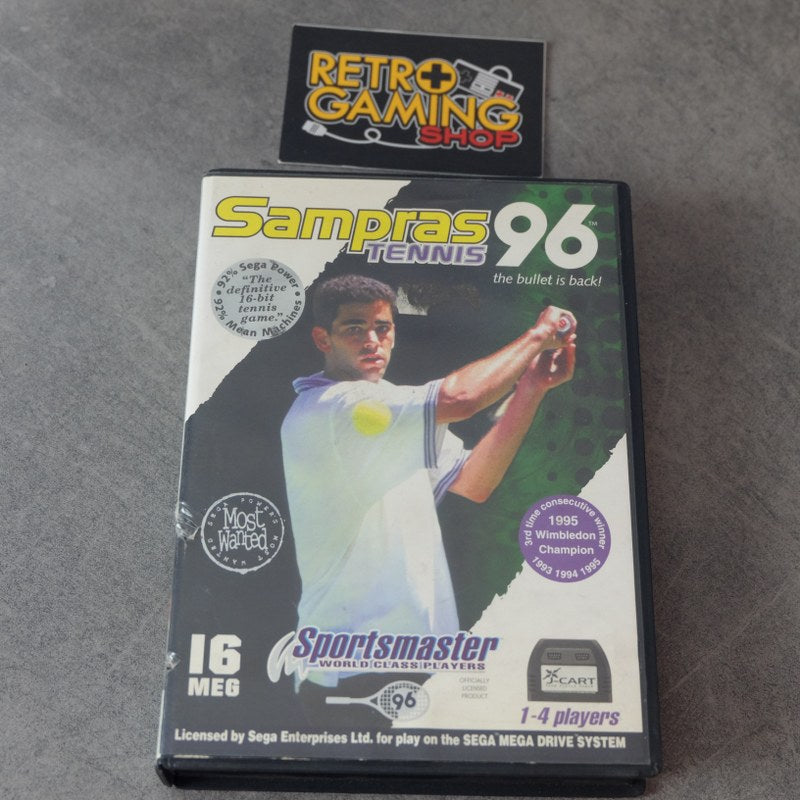 RETRO
GAMING
SHOP
Sampras 96™
TENNIS
the bullet is back!
92% Sega Power
"The
definitive
16-bit
tennis
game."
92% Mean Machines
Most
Wanted
3rd time consecutive winner
1995
Wimbledon
Champion
1993 1994 1995
16
MEG
Sportsmaster
WORLD CLASS PLAYERS
96
OFFICIALLY
LICENSED
PRODUCT
J-CART
1-4 players
Licensed by Sega Enterprises Ltd. for play on the SEGA MEGA DRIVE SYSTEM